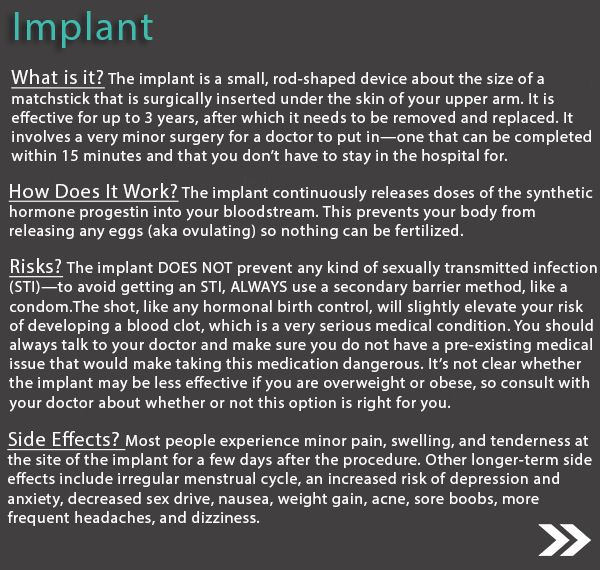 Implant
What is it? The implant is a small, rod-shaped device about the size of a
matchstick that is surgically inserted under the skin of your upper arm. It is
effective for up to 3 years, after which it needs to be removed and replaced. It
involves a very minor surgery for a doctor to put in—one that can be completed
within 15 minutes and that you don't have to stay in the hospital for.
How Does It Work? The implant continuously releases doses of the synthetic
hormone progestin into your bloodstream. This prevents your body from
releasing any eggs (aka ovulating) so nothing can be fertilized.
Risks? The implant DOES NOT prevent any kind of sexually transmitted infection
(STI)—to avoid getting an STI, ALWAYS use a secondary barrier method, like a
condom.The shot, like any hormonal birth control, will slightly elevate your risk
of developing a blood clot, which is a very serious medical condition. You should
always talk to your doctor and make sure you do not have a pre-existing medical
issue that would make taking this medication dangerous. It's not clear whether
the implant may be less effective if you are overweight or obese, so consult with
your doctor about whether or not this option is right for you.
Side Effects? Most people experience minor pain, swelling, and tenderness at
the site of the implant for a few days after the procedure. Other longer-term side
effects include irregular menstrual cycle, an increased risk of depression and
anxiety, decreased sex drive, nausea, weight gain, acne, sore boobs, more
frequent headaches, and dizziness.